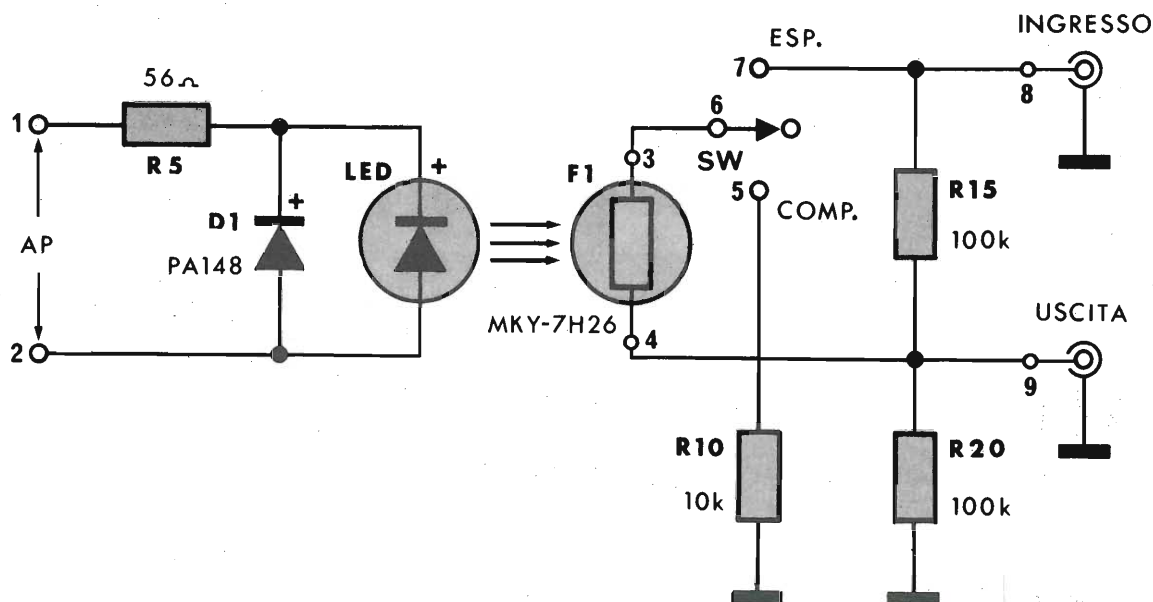 INGRESSO
ESP.
7
8
56Ω
6
1
R5
3
SW
LED
+
F1
5
COMP.
R15
100k
D1
+
AP
PA148
MKY-7H26
4
USCITA
2
9
R10
10k
R20
100k